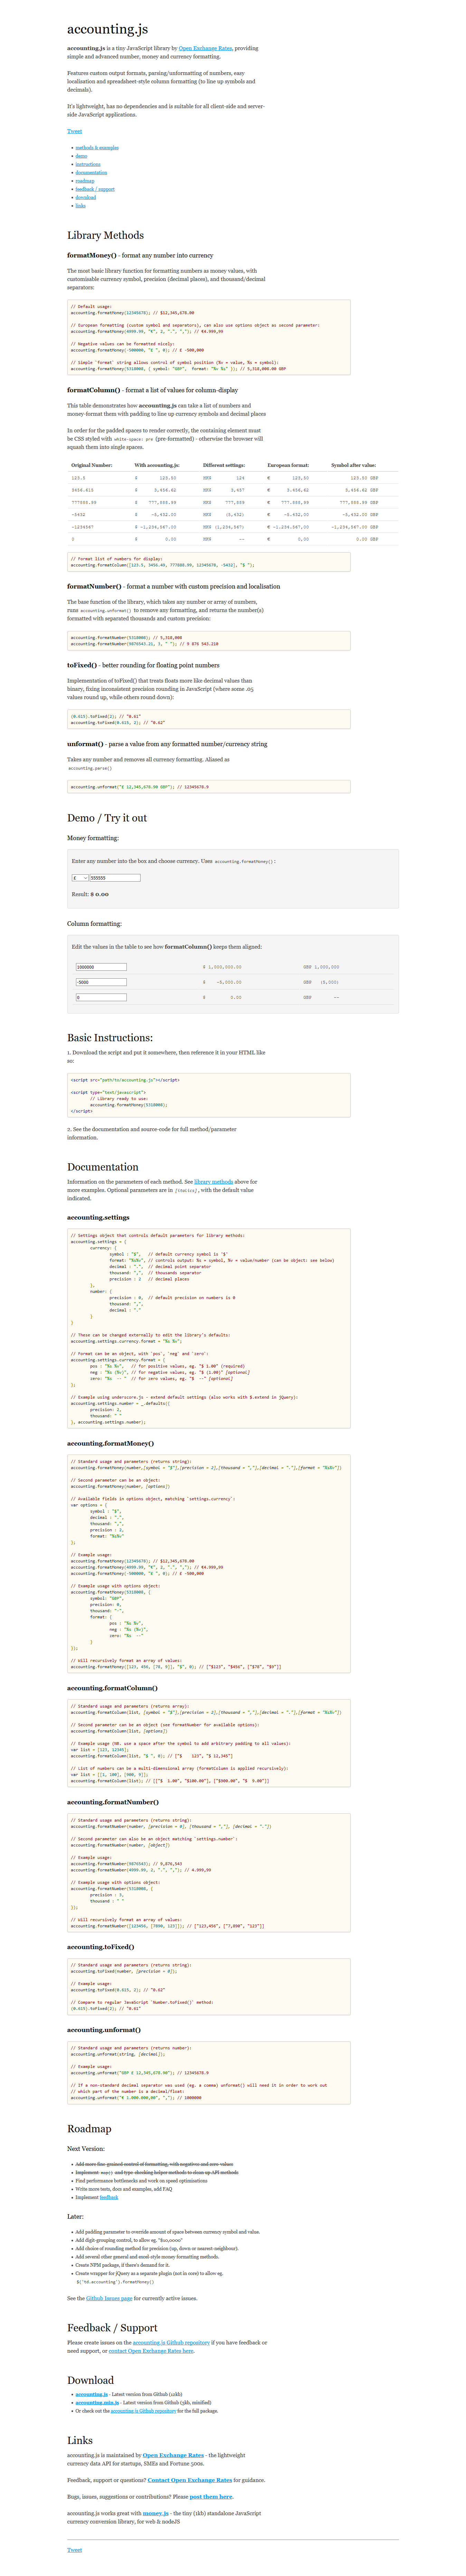 accounting.js
accounting.js is a tiny JavaScript library by Open Exchange Rates, providing
simple and advanced number, money and currency formatting.
Features custom output formats, parsing/unformatting of numbers, easy
localisation and spreadsheet-style column formatting (to line up symbols and
decimals).
It's lightweight, has no dependencies and is suitable for all client-side and server-
side JavaScript applications.
Tweet
methods & examples
demo
instructions
documentation
roadmap
feedback / support
download
links
Library Methods
formatMoney() - format any number into currency
The most basic library function for formatting numbers as money values, with
customisable currency symbol, precision (decimal places), and thousand/decimal
separators:
// Default usage:
accounting.formatMoney(12345678); // $12,345,678.00
// European formatting (custom symbol and separators), can also use options object as second parameter:
accounting.formatMoney(4999.99, "€", 2, ".", ","); // €4.999,99
// Negative values can be formatted nicely:
accounting.formatMoney(-500000, "£ ", 0); // £ -500,000
// Simple `format` string allows control of symbol position (%v = value, %s = symbol):
accounting.formatMoney(5318008, { symbol: "GBP",  format: "%v %s" }); // 5,318,008.00 GBP
formatColumn() - format a list of values for column-display
This table demonstrates how accounting.js can take a list of numbers and
money-format them with padding to line up currency symbols and decimal places
In order for the padded spaces to render correctly, the containing element must
be CSS styled with white-space: pre (pre-formatted) - otherwise the browser will
squash them into single spaces.
Original Number: With accounting.js: Different settings: European format: Symbol after value:
123.5 $ 123.50 HK$ 124 € 123,50 123.50 GBP
3456.615 $ 3,456.62 HK$ 3,457 € 3.456,62 3,456.62 GBP
777888.99 $ 777,888.99 HK$ 777,889 € 777.888,99 777,888.99 GBP
-5432 $ -5,432.00 HK$ (5,432) € -5.432,00 -5,432.00 GBP
-1234567 $ -1,234,567.00 HK$ (1,234,567) € -1.234.567,00 -1,234,567.00 GBP
0 $ 0.00 HK$ -- € 0,00 0.00 GBP
// Format list of numbers for display:
accounting.formatColumn([123.5, 3456.49, 777888.99, 12345678, -5432], "$ ");
formatNumber() - format a number with custom precision and localisation
The base function of the library, which takes any number or array of numbers,
runs accounting.unformat() to remove any formatting, and returns the number(s)
formatted with separated thousands and custom precision:
accounting.formatNumber(5318008); // 5,318,008
accounting.formatNumber(9876543.21, 3, " "); // 9 876 543.210
toFixed() - better rounding for floating point numbers
Implementation of toFixed() that treats floats more like decimal values than
binary, fixing inconsistent precision rounding in JavaScript (where some .05
values round up, while others round down):
(0.615).toFixed(2); // "0.61"
accounting.toFixed(0.615, 2); // "0.62"
unformat() - parse a value from any formatted number/currency string
Takes any number and removes all currency formatting. Aliased as
accounting.parse()
accounting.unformat("£ 12,345,678.90 GBP"); // 12345678.9
Demo / Try it out
Money formatting:
Enter any number into the box and choose currency. Uses accounting.formatMoney():
£ 555555
Result: $ 0.00
Column formatting:
Edit the values in the table to see how formatColumn() keeps them aligned:
1000000 $ 1,000,000.00 GBP 1,000,000
-5000 $ -5,000.00 GBP (5,000)
0 $ 0.00 GBP --
Basic Instructions:
1. Download the script and put it somewhere, then reference it in your HTML like
so:
<script src="path/to/accounting.js"></script>
<script type="text/javascript">
// Library ready to use:
accounting.formatMoney(5318008);
</script>
2. See the documentation and source-code for full method/parameter
information.
Documentation
Information on the parameters of each method. See library methods above for
more examples. Optional parameters are in [italics], with the default value
indicated.
accounting.settings
// Settings object that controls default parameters for library methods:
accounting.settings = {
currency: {
symbol : "$",   // default currency symbol is '$'
format: "%s%v", // controls output: %s = symbol, %v = value/number (can be object: see below)
decimal : ".",  // decimal point separator
thousand: ",",  // thousands separator
precision : 2   // decimal places
},
number: {
precision : 0,  // default precision on numbers is 0
thousand: ",",
decimal : "."
}
}
// These can be changed externally to edit the library's defaults:
accounting.settings.currency.format = "%s %v";
// Format can be an object, with `pos`, `neg` and `zero`:
accounting.settings.currency.format = {
pos : "%s %v",   // for positive values, eg. "$ 1.00" (required)
neg : "%s (%v)", // for negative values, eg. "$ (1.00)" [optional]
zero: "%s  -- "  // for zero values, eg. "$  --" [optional]
};
// Example using underscore.js - extend default settings (also works with $.extend in jQuery):
accounting.settings.number = _.defaults({
precision: 2,
thousand: " "
}, accounting.settings.number);
accounting.formatMoney()
// Standard usage and parameters (returns string):
accounting.formatMoney(number,[symbol = "$"],[precision = 2],[thousand = ","],[decimal = "."],[format = "%s%v"])
// Second parameter can be an object:
accounting.formatMoney(number, [options])
// Available fields in options object, matching `settings.currency`:
var options = {
symbol : "$",
decimal : ".",
thousand: ",",
precision : 2,
format: "%s%v"
};
// Example usage:
accounting.formatMoney(12345678); // $12,345,678.00
accounting.formatMoney(4999.99, "€", 2, ".", ","); // €4.999,99
accounting.formatMoney(-500000, "£ ", 0); // £ -500,000
// Example usage with options object:
accounting.formatMoney(5318008, {
symbol: "GBP",
precision: 0,
thousand: "·",
format: {
pos : "%s %v",
neg : "%s (%v)",
zero: "%s  --"
}
});
// Will recursively format an array of values:
accounting.formatMoney([123, 456, [78, 9]], "$", 0); // ["$123", "$456", ["$78", "$9"]]
accounting.formatColumn()
// Standard usage and parameters (returns array):
accounting.formatColumn(list, [symbol = "$"],[precision = 2],[thousand = ","],[decimal = "."],[format = "%s%v"])
// Second parameter can be an object (see formatNumber for available options):
accounting.formatColumn(list, [options])
// Example usage (NB. use a space after the symbol to add arbitrary padding to all values):
var list = [123, 12345];
accounting.formatColumn(list, "$ ", 0); // ["$    123", "$ 12,345"]
// List of numbers can be a multi-dimensional array (formatColumn is applied recursively):
var list = [[1, 100], [900, 9]];
accounting.formatColumn(list); // [["$  1.00", "$100.00"], ["$900.00", "$  9.00"]]
accounting.formatNumber()
// Standard usage and parameters (returns string):
accounting.formatNumber(number, [precision = 0], [thousand = ","], [decimal = "."])
// Second parameter can also be an object matching `settings.number`:
accounting.formatNumber(number, [object])
// Example usage:
accounting.formatNumber(9876543); // 9,876,543
accounting.formatNumber(4999.99, 2, ".", ","); // 4.999,99
// Example usage with options object:
accounting.formatNumber(5318008, {
precision : 3,
thousand : " "
});
// Will recursively format an array of values:
accounting.formatNumber([123456, [7890, 123]]); // ["123,456", ["7,890", "123"]]
accounting.toFixed()
// Standard usage and parameters (returns string):
accounting.toFixed(number, [precision = 0]);
// Example usage:
accounting.toFixed(0.615, 2); // "0.62"
// Compare to regular JavaScript `Number.toFixed()` method:
(0.615).toFixed(2); // "0.61"
accounting.unformat()
// Standard usage and parameters (returns number):
accounting.unformat(string, [decimal]);
// Example usage:
accounting.unformat("GBP £ 12,345,678.90"); // 12345678.9
// If a non-standard decimal separator was used (eg. a comma) unformat() will need it in order to work out
// which part of the number is a decimal/float:
accounting.unformat("€ 1.000.000,00", ","); // 1000000
Roadmap
Next Version:
Add more fine-grained control of formatting, with negatives and zero-values
Implement map() and type-checking helper methods to clean up API methods
Find performance bottlenecks and work on speed optimisations
Write more tests, docs and examples, add FAQ
Implement feedback
Later:
Add padding parameter to override amount of space between currency symbol and value.
Add digit-grouping control, to allow eg. "$10,0000"
Add choice of rounding method for precision (up, down or nearest-neighbour).
Add several other general and excel-style money formatting methods.
Create NPM package, if there's demand for it.
Create wrapper for jQuery as a separate plugin (not in core) to allow eg.
$('td.accounting').formatMoney()
See the Github Issues page for currently active issues.
Feedback / Support
Please create issues on the accounting.js Github repository if you have feedback or
need support, or contact Open Exchange Rates here.
Download
accounting.js - Latest version from Github (10kb)
accounting.min.js - Latest version from Github (3kb, minified)
Or check out the accounting.js Github repository for the full package.
Links
accounting.js is maintained by Open Exchange Rates - the lightweight
currency data API for startups, SMEs and Fortune 500s.
Feedback, support or questions? Contact Open Exchange Rates for guidance.
Bugs, issues, suggestions or contributions? Please post them here.
accounting.js works great with money.js - the tiny (1kb) standalone JavaScript
currency conversion library, for web & nodeJS
Tweet